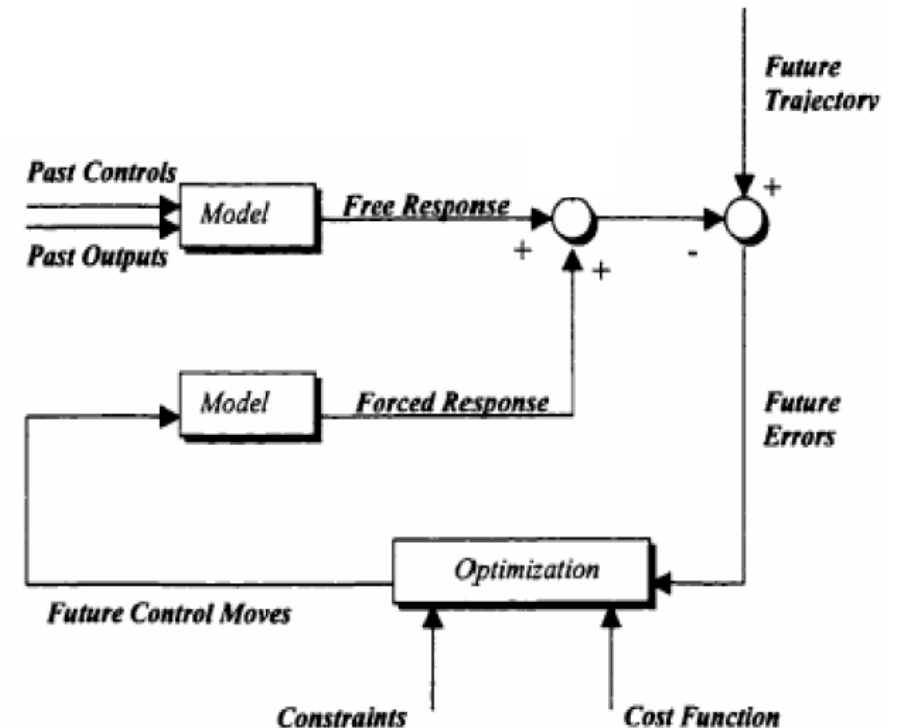 Future
Trajectory
Past Controls
Model
Free Response
+
Past Outputs
+
+
-
Model
Forced Response
Future
Errors
Optimization
Future Control Moves
Constraints
Cost Function